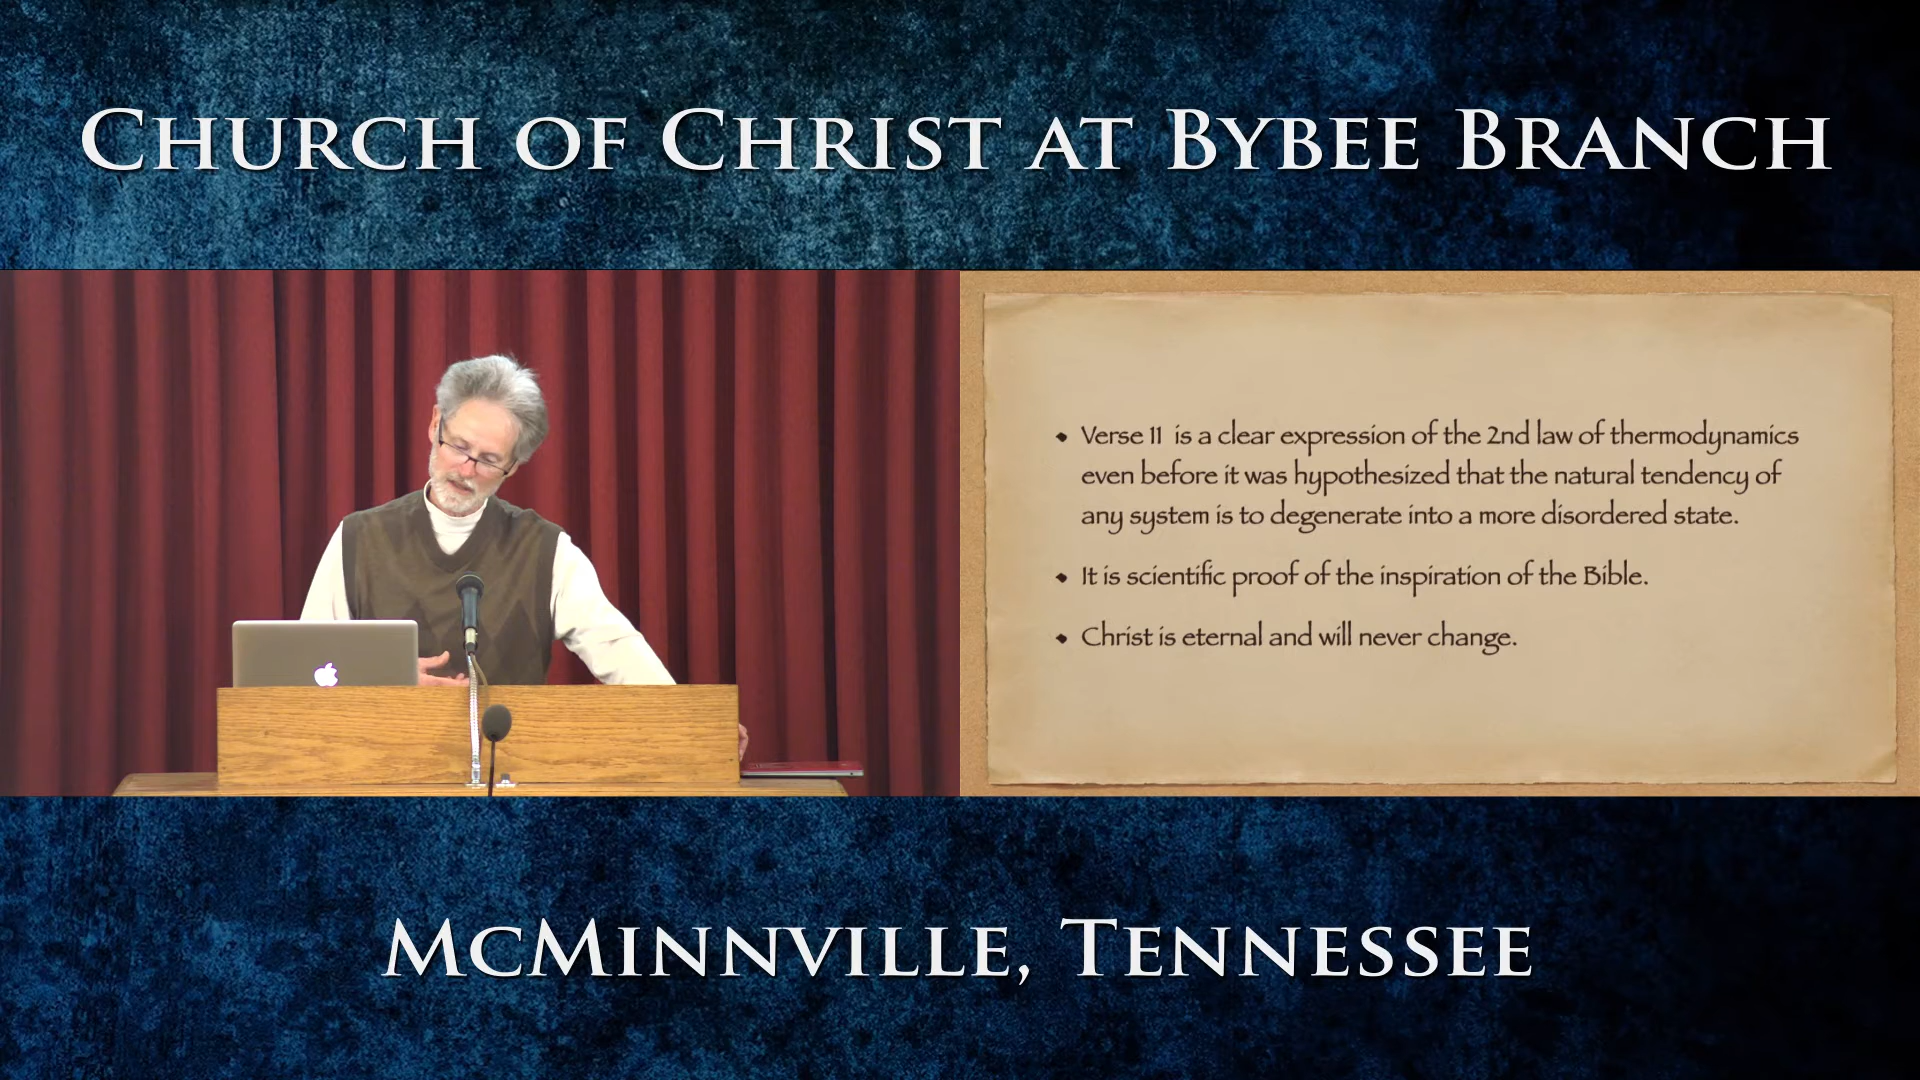 CHURCH OF CHRIST AT BYBEE BRANCH
• Verse 11 is a clear expression of the 2nd law of thermodynamics
even before it was hypothesized that the natural tendency of
any system is to degenerate into a more disordered state.
• It is scientific proof of the inspiration of the Bible.
• Christ is eternal and will never change.
MCMINNVILLE, TENNESSEE